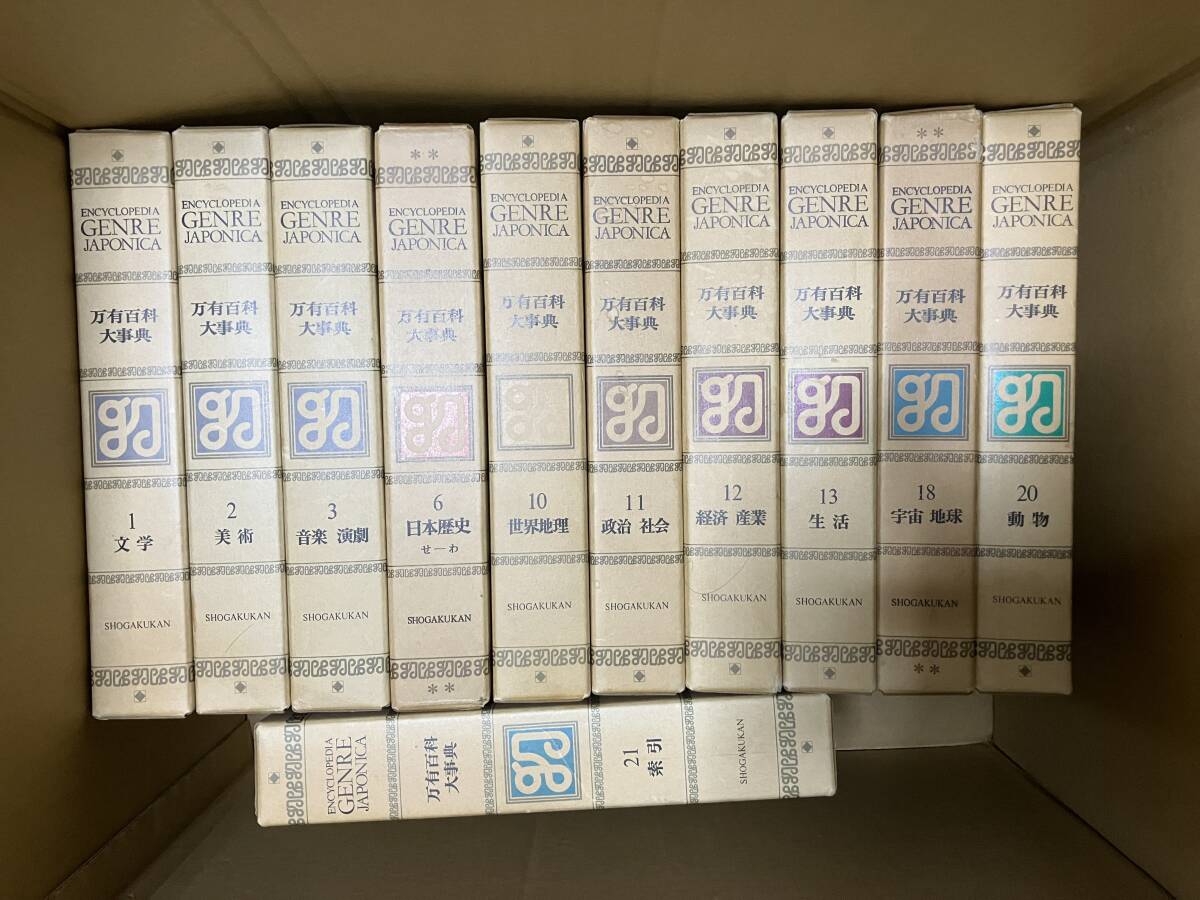 ENCYCLOPEDIA
GENRE
JAPONICA
万有百科
大事典
1
文学
SHOGAKUKAN
ENCYCLOPEDIA
GENRE
JAPONICA
万有百科
大事典
2
美術
SHOGAKUKAN
ENCYCLOPEDIA
GENRE
JAPONICA
万有百科
大事典
3
音楽 演劇
SHOGAKUKAN
**
ENCYCLOPEDIA
GENRE
JAPONICA
万有百科
大事典
6
日本歴史
せーわ
SHOGAKUKAN
**
ENCYCLOPEDIA
GENRE
JAPONICA
万有百科
大事典
10
世界地理
SHOGAKUKAN
ENCYCLOPEDIA
GENRE
JAPONICA
万有百科
大事典
11
政治 社会
SHOGAKUKAN
ENCYCLOPEDIA
GENRE
JAPONICA
万有百科
大事典
12
経済 産業
SHOGAKUKAN
ENCYCLOPEDIA
GENRE
JAPONICA
万有百科
大事典
13
生活
SHOGAKUKAN
**
ENCYCLOPEDIA
GENRE
JAPONICA
万有百科
大事典
18
宇宙 地球
SHOGAKUKAN
**
ENCYCLOPEDIA
GENRE
JAPONICA
万有百科
大事典
20
動物
SHOGAKUKAN
ENCYCLOPEDIA
GENRE
JAPONICA
万有百科
大事典
21
索引
SHOGAKUKAN